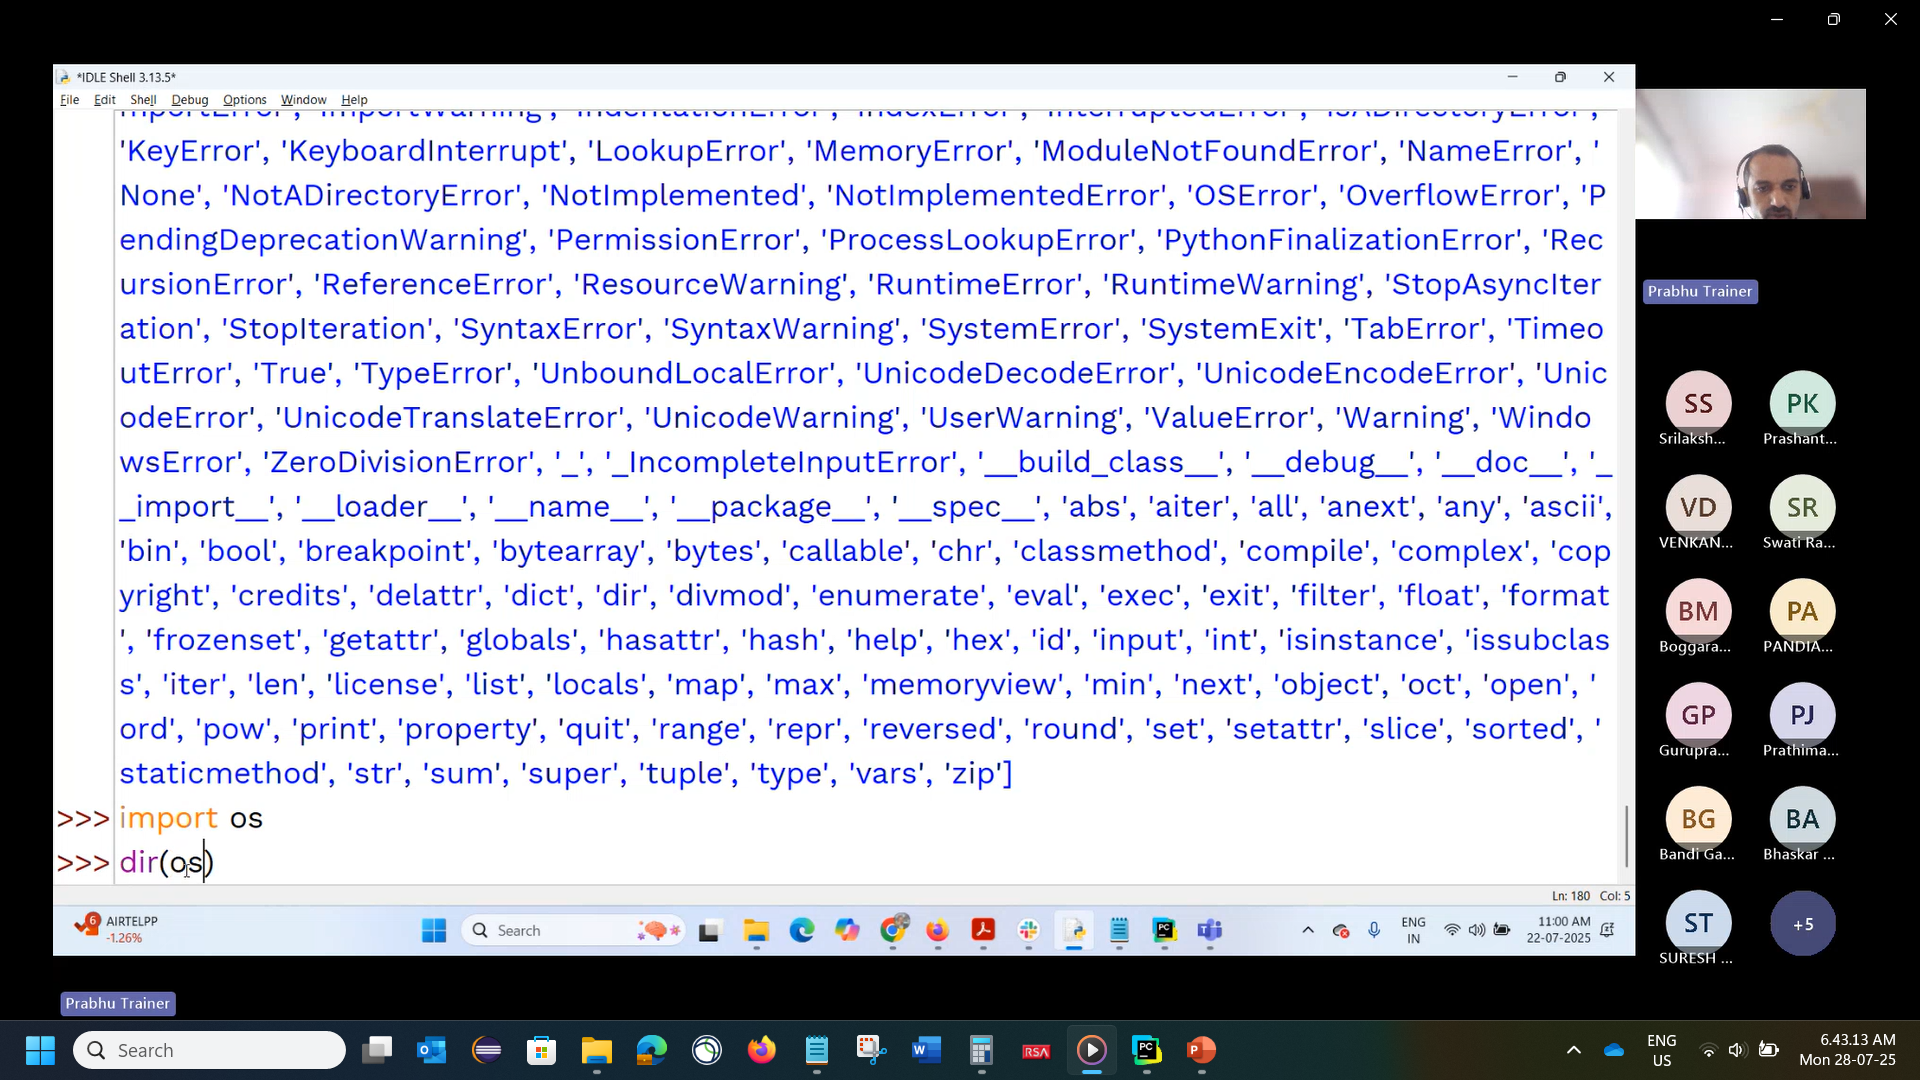 *IDLE Shell 3.13.5*
File Edit Shell Debug Options Window Help
mportError', 'ImportWarning', 'IndentationError', 'IndexError', 'InterruptedError', 'IsADirectoryError',
'KeyError', 'KeyboardInterrupt', 'LookupError', 'MemoryError', 'ModuleNotFoundError', 'NameError', '
None', 'NotADirectoryError', 'NotImplemented', 'NotImplementedError', 'OSError', 'OverflowError', 'P
endingDeprecationWarning', 'PermissionError', 'ProcessLookupError', 'PythonFinalizationError', 'Rec
ursionError', 'ReferenceError', 'ResourceWarning', 'RuntimeError', 'RuntimeWarning', 'StopAsyncIter
ation', 'StopIteration', 'SyntaxError', 'SyntaxWarning', 'SystemError', 'SystemExit', 'TabError', 'Timeo
utError', 'True', 'TypeError', 'UnboundLocalError', 'UnicodeDecodeError', 'UnicodeEncodeError', 'Unic
odeError', 'UnicodeTranslateError', 'UnicodeWarning', 'UserWarning', 'ValueError', 'Warning', 'Windo
wsError', 'ZeroDivisionError', '_', '_IncompleteInputError', '__build_class__', '__debug__', '__doc__', '_
_import__', '__loader__', '__name__', '__package__', '__spec__', 'abs', 'aiter', 'all', 'anext', 'any', 'ascii',
'bin', 'bool', 'breakpoint', 'bytearray', 'bytes', 'callable', 'chr', 'classmethod', 'compile', 'complex', 'cop
yright', 'credits', 'delattr', 'dict', 'dir', 'divmod', 'enumerate', 'eval', 'exec', 'exit', 'filter', 'float', 'format
', 'frozenset', 'getattr', 'globals', 'hasattr', 'hash', 'help', 'hex', 'id', 'input', 'int', 'isinstance', 'issubclas
s', 'iter', 'len', 'license', 'list', 'locals', 'map', 'max', 'memoryview', 'min', 'next', 'object', 'oct', 'open', '
ord', 'pow', 'print', 'property', 'quit', 'range', 'repr', 'reversed', 'round', 'set', 'setattr', 'slice', 'sorted', '
staticmethod', 'str', 'sum', 'super', 'tuple', 'type', 'vars', 'zip']
>>> import os
>>> dir(os)
Ln: 180 Col: 5
6 AIRTELPP
-1.26%
Search
ENG
IN
11:00 AM
22-07-2025
Prabhu Trainer
SS PK
Srilaksh... Prashant...
VD SR
VENKAN... Swati Ra...
BM PA
Boggara... PANDIA...
GP PJ
Gurupra... Prathima...
BG BA
Bandi Ga... Bhaskar ...
ST +5
SURESH ...
Prabhu Trainer
Search
RSA
ENG
US
6.43.13 AM
Mon 28-07-25